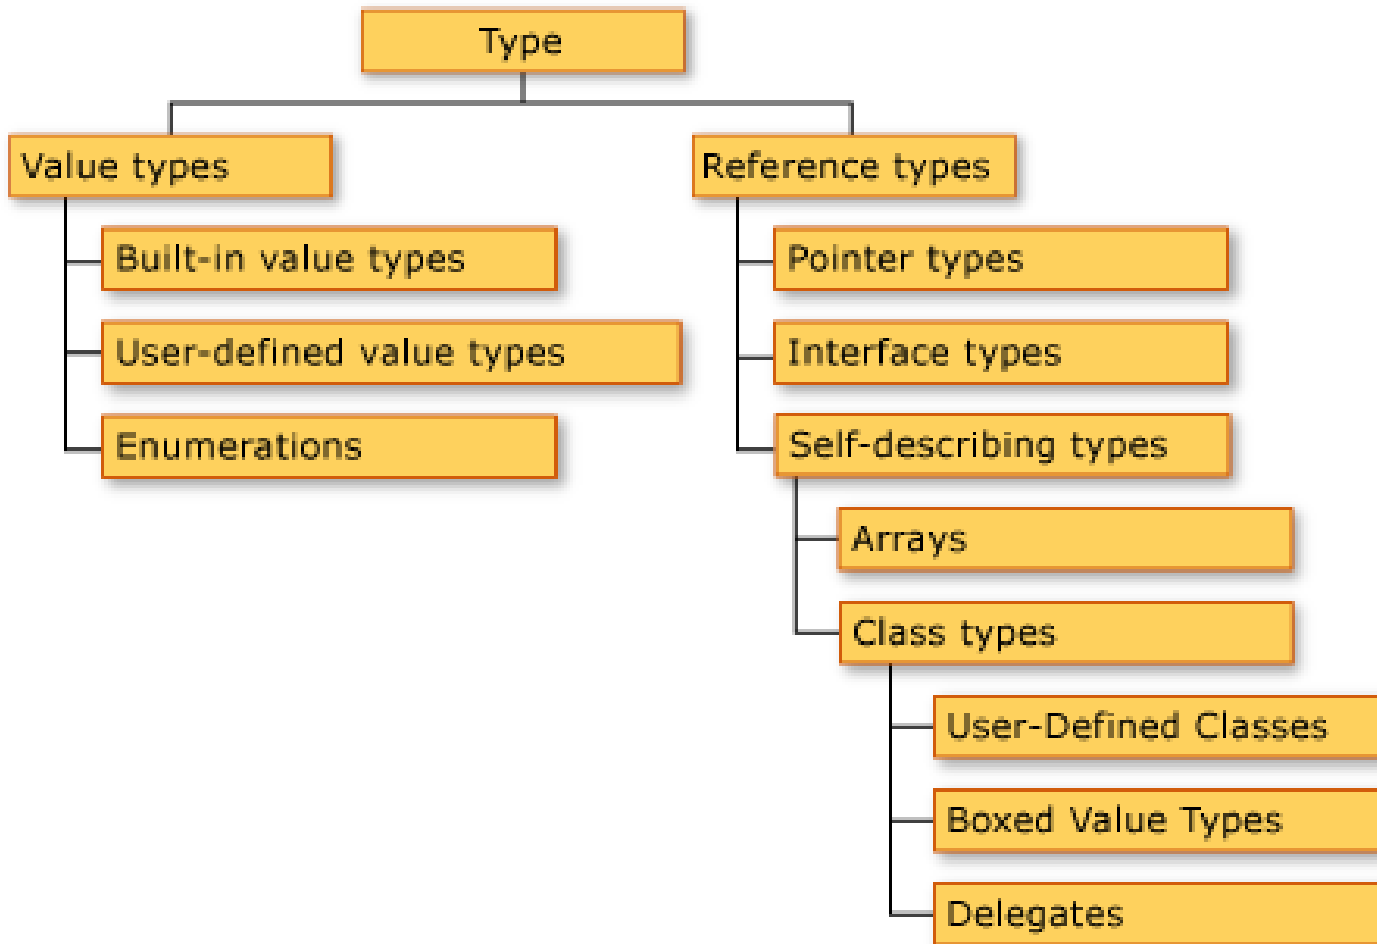 Type
Value types
Built-in value types
User-defined value types
Enumerations
Reference types
Pointer types
Interface types
Self-describing types
Arrays
Class types
User-Defined Classes
Boxed Value Types
Delegates